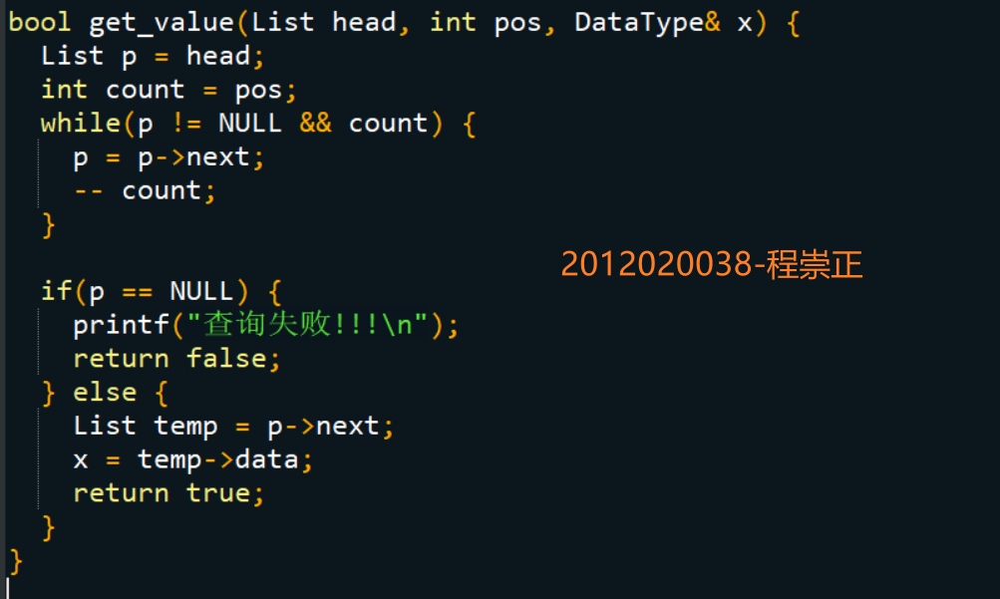 bool get_value(List head, int pos, DataType& x) {
List p = head;
int count = pos;
while(p != NULL && count) {
p = p->next;
-- count;
}
2012020038-程崇正
if(p == NULL) {
printf("查询失败!!!\n");
return false;
} else {
List temp = p->next;
x = temp->data;
return true;
}
}